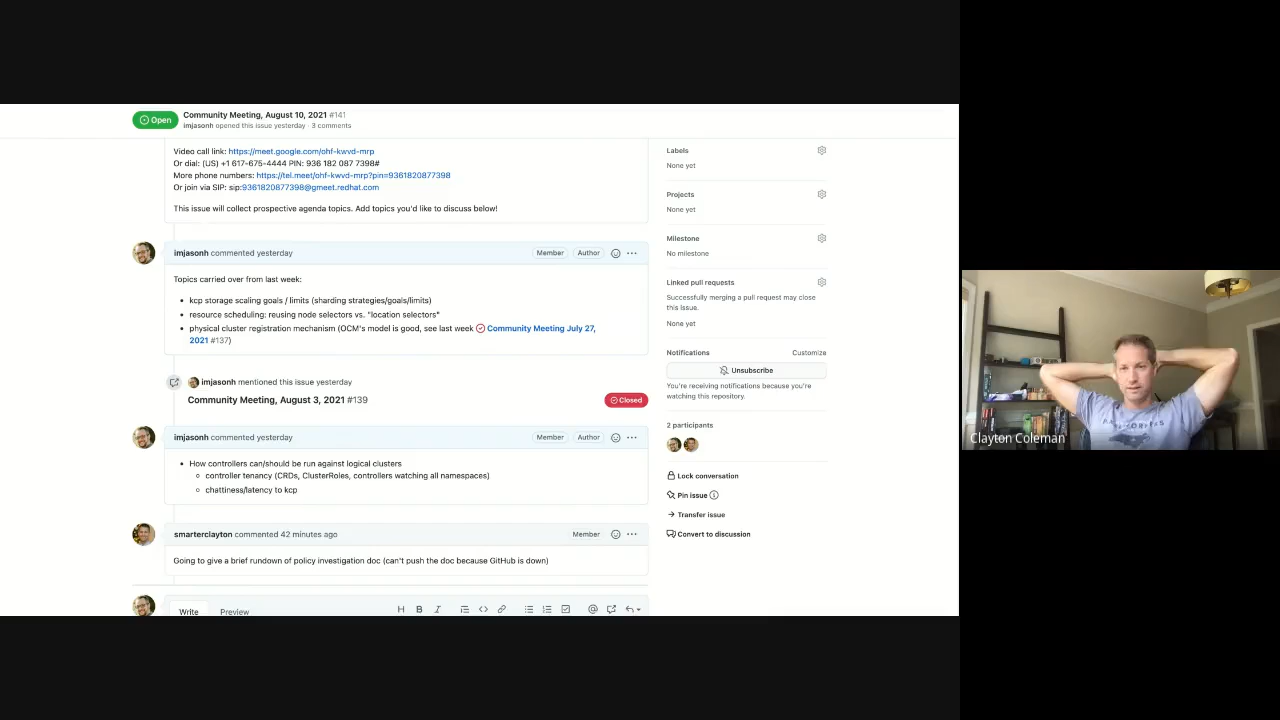 Open
Community Meeting, August 10, 2021 #141
imjasonh opened this issue yesterday · 3 comments
Video call link: https://meet.google.com/ohf-kwvd-mrp
Or dial: (US) +1 617-675-4444 PIN: 936 182 087 7398#
More phone numbers: https://tel.meet/ohf-kwvd-mrp?pin=9361820877398
Or join via SIP: sip:9361820877398@gmeet.redhat.com
This issue will collect prospective agenda topics. Add topics you'd like to discuss below!
imjasonh commented yesterday
Member
Author
Topics carried over from last week:
• kcp storage scaling goals / limits (sharding strategies/goals/limits)
• resource scheduling: reusing node selectors vs. "location selectors"
• physical cluster registration mechanism (OCM's model is good, see last week Community Meeting July 27,
2021 #137)
imjasonh mentioned this issue yesterday
Community Meeting, August 3, 2021 #139
Closed
imjasonh commented yesterday
Member
Author
• How controllers can/should be run against logical clusters
◦ controller tenancy (CRDs, ClusterRoles, controllers watching all namespaces)
◦ chattiness/latency to kcp
smarterclayton commented 42 minutes ago
Member
Going to give a brief rundown of policy investigation doc (can't push the doc because GitHub is down)
Write
Preview
Labels
None yet
Projects
None yet
Milestone
No milestone
Linked pull requests
Successfully merging a pull request may close
this issue.
None yet
Notifications
Customize
Unsubscribe
You're receiving notifications because you're
watching this repository.
2 participants
Lock conversation
Pin issue
Transfer issue
Convert to discussion
Clayton Coleman